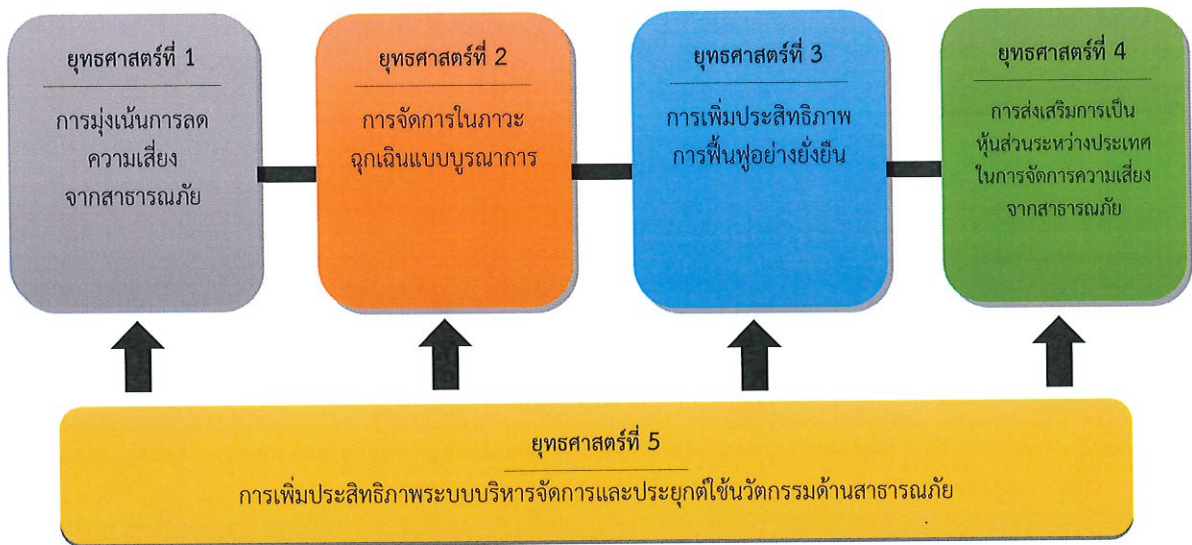 ยุทธศาสตร์ที่ 1
การมุ่งเน้นการลด
ความเสี่ยง
จากสาธารณภัย
ยุทธศาสตร์ที่ 2
การจัดการในภาวะ
ฉุกเฉินแบบบูรณาการ
ยุทธศาสตร์ที่ 3
การเพิ่มประสิทธิภาพ
การฟื้นฟูอย่างยั่งยืน
ยุทธศาสตร์ที่ 4
การส่งเสริมการเป็น
หุ้นส่วนระหว่างประเทศ
ในการจัดการความเสี่ยง
จากสาธารณภัย
ยุทธศาสตร์ที่ 5
การเพิ่มประสิทธิภาพระบบบริหารจัดการและประยุกต์ใช้นวัตกรรมด้านสาธารณภัย